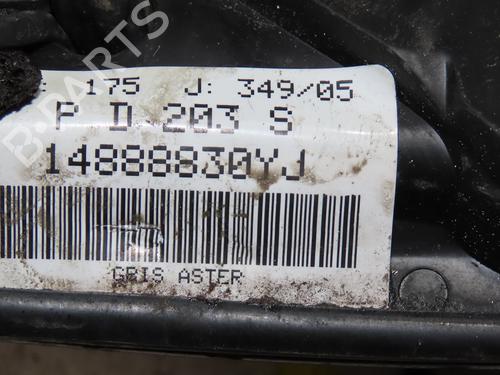 : 175 J: 349/05
P D 203 S
14888830YJ
GRIS ASTER
B-Parts